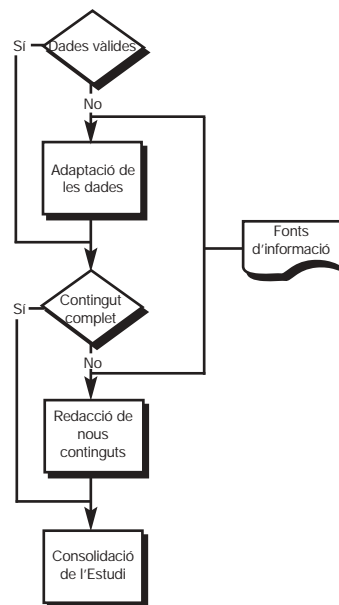 Sí
Dades vàlides
No
Adaptació de
les dades
Fonts
d'informació
Contingut
complet
Sí
No
Redacció de
nous
continguts
Consolidació
de l'Estudi